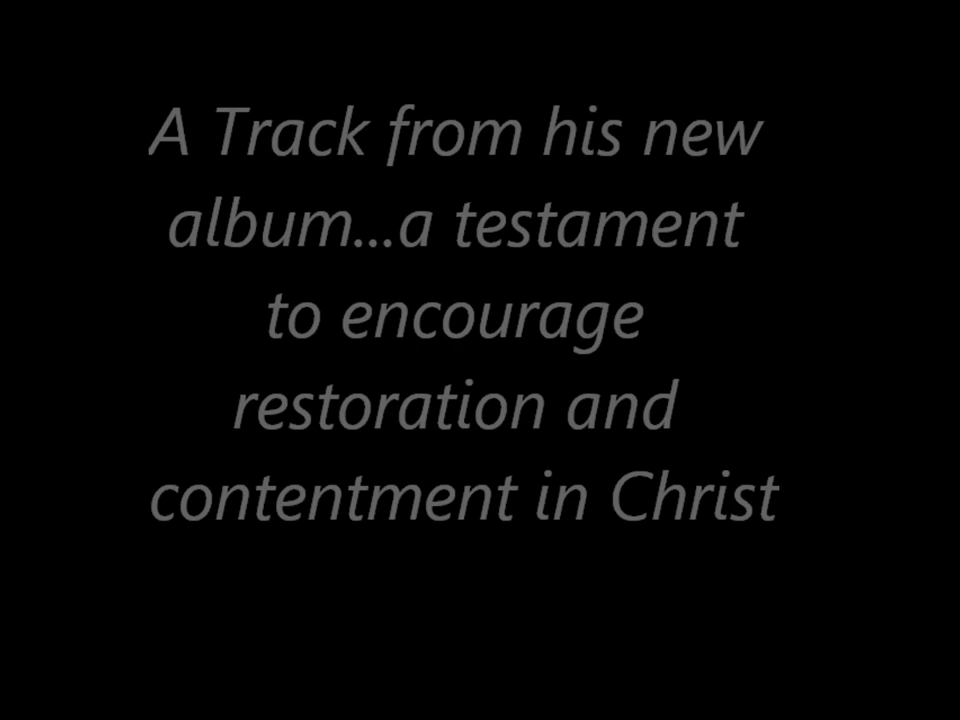 A Track from his new
album...a testament
to encourage
restoration and
contentment in Christ